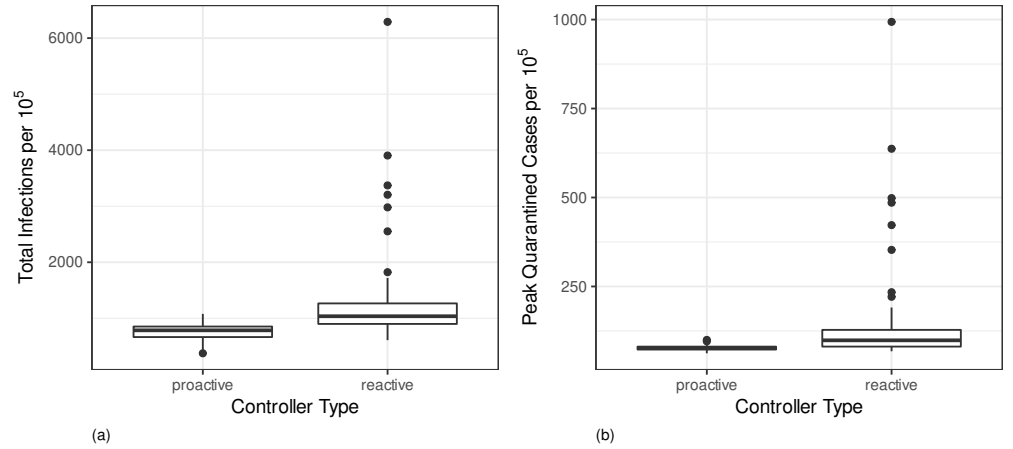 Total Infections per 10⁵
6000
4000
2000
proactive
reactive
Controller Type
(a)
Peak Quarantined Cases per 10⁵
1000
750
500
250
proactive
reactive
Controller Type
(b)